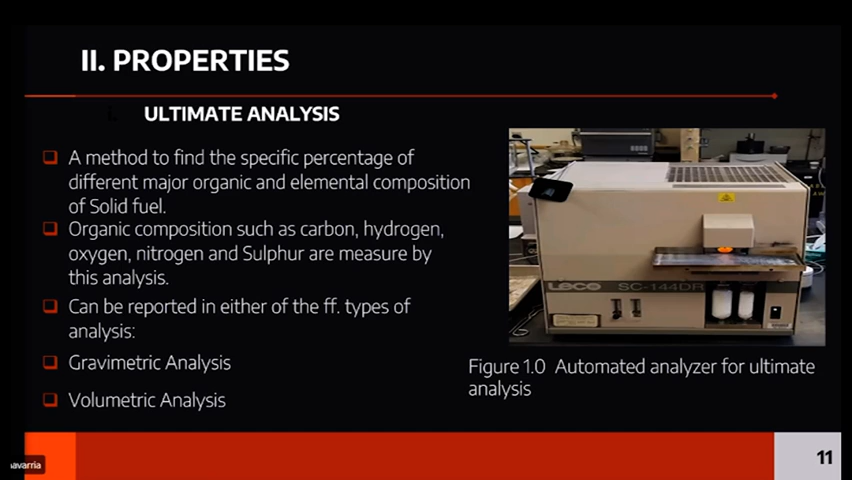 II. PROPERTIES
ULTIMATE ANALYSIS
A method to find the specific percentage of
different major organic and elemental composition
of Solid fuel.
Organic composition such as carbon, hydrogen,
oxygen, nitrogen and Sulphur are measure by
this analysis.
Can be reported in either of the ff. types of
analysis:
Gravimetric Analysis
Volumetric Analysis
LECO SC-144DR
Figure 1.0 Automated analyzer for ultimate
analysis
11